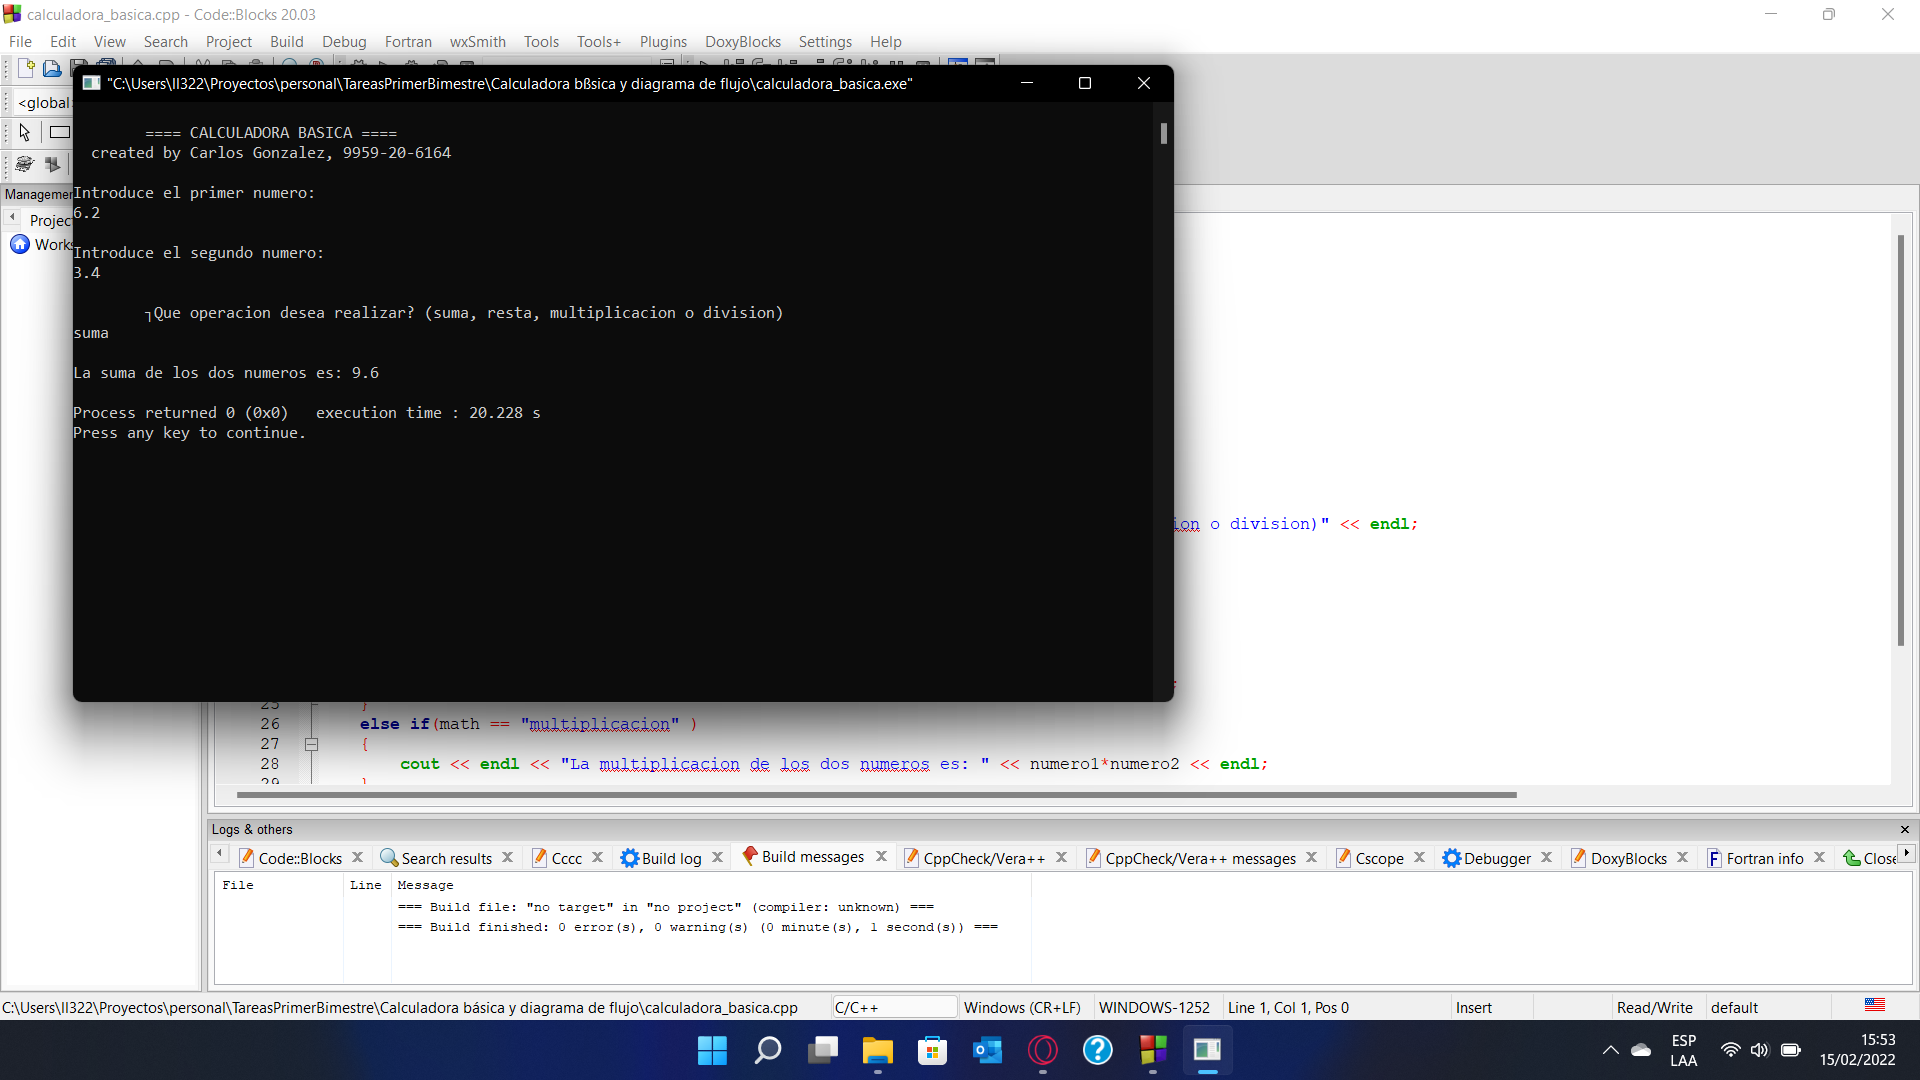 calculadora_basica.cpp - Code::Blocks 20.03
File Edit View Search Project Build Debug Fortran wxSmith Tools Tools+ Plugins DoxyBlocks Settings Help
"C:\Users\II322\Proyectos\personal\TareasPrimerBimestre\Calculadora bßsica y diagrama de flujo\calculadora_basica.exe"
<global>
==== CALCULADORA BASICA ====
created by Carlos Gonzalez, 9959-20-6164
Introduce el primer numero:
6.2
Introduce el segundo numero:
3.4
┐Que operacion desea realizar? (suma, resta, multiplicacion o division)
suma
La suma de los dos numeros es: 9.6
Process returned 0 (0x0)   execution time : 20.228 s
Press any key to continue.
Managemen
Projec
Works
ion o division)" << endl;
;
25 }
26 else if(math == "multiplicacion" )
27 {
28 cout << endl << "La multiplicacion de los dos numeros es: " << numero1*numero2 << endl;
29 }
Logs & others
Code::Blocks Search results Cccc Build log Build messages CppCheck/Vera++ CppCheck/Vera++ messages Cscope Debugger DoxyBlocks Fortran info Close
File Line Message
=== Build file: "no target" in "no project" (compiler: unknown) ===
=== Build finished: 0 error(s), 0 warning(s) (0 minute(s), 1 second(s)) ===
C:\Users\II322\Proyectos\personal\TareasPrimerBimestre\Calculadora básica y diagrama de flujo\calculadora_basica.cpp C/C++ Windows (CR+LF) WINDOWS-1252 Line 1, Col 1, Pos 0 Insert Read/Write default
ESP
LAA
15:53
15/02/2022